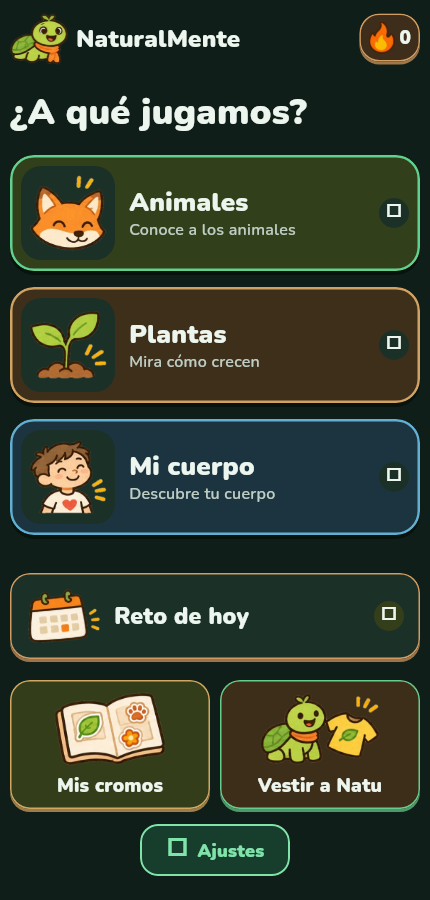 NaturalMente
0
¿A qué jugamos?
Animales
Conoce a los animales
Plantas
Mira cómo crecen
Mi cuerpo
Descubre tu cuerpo
Reto de hoy
Mis cromos
Vestir a Natu
Ajustes